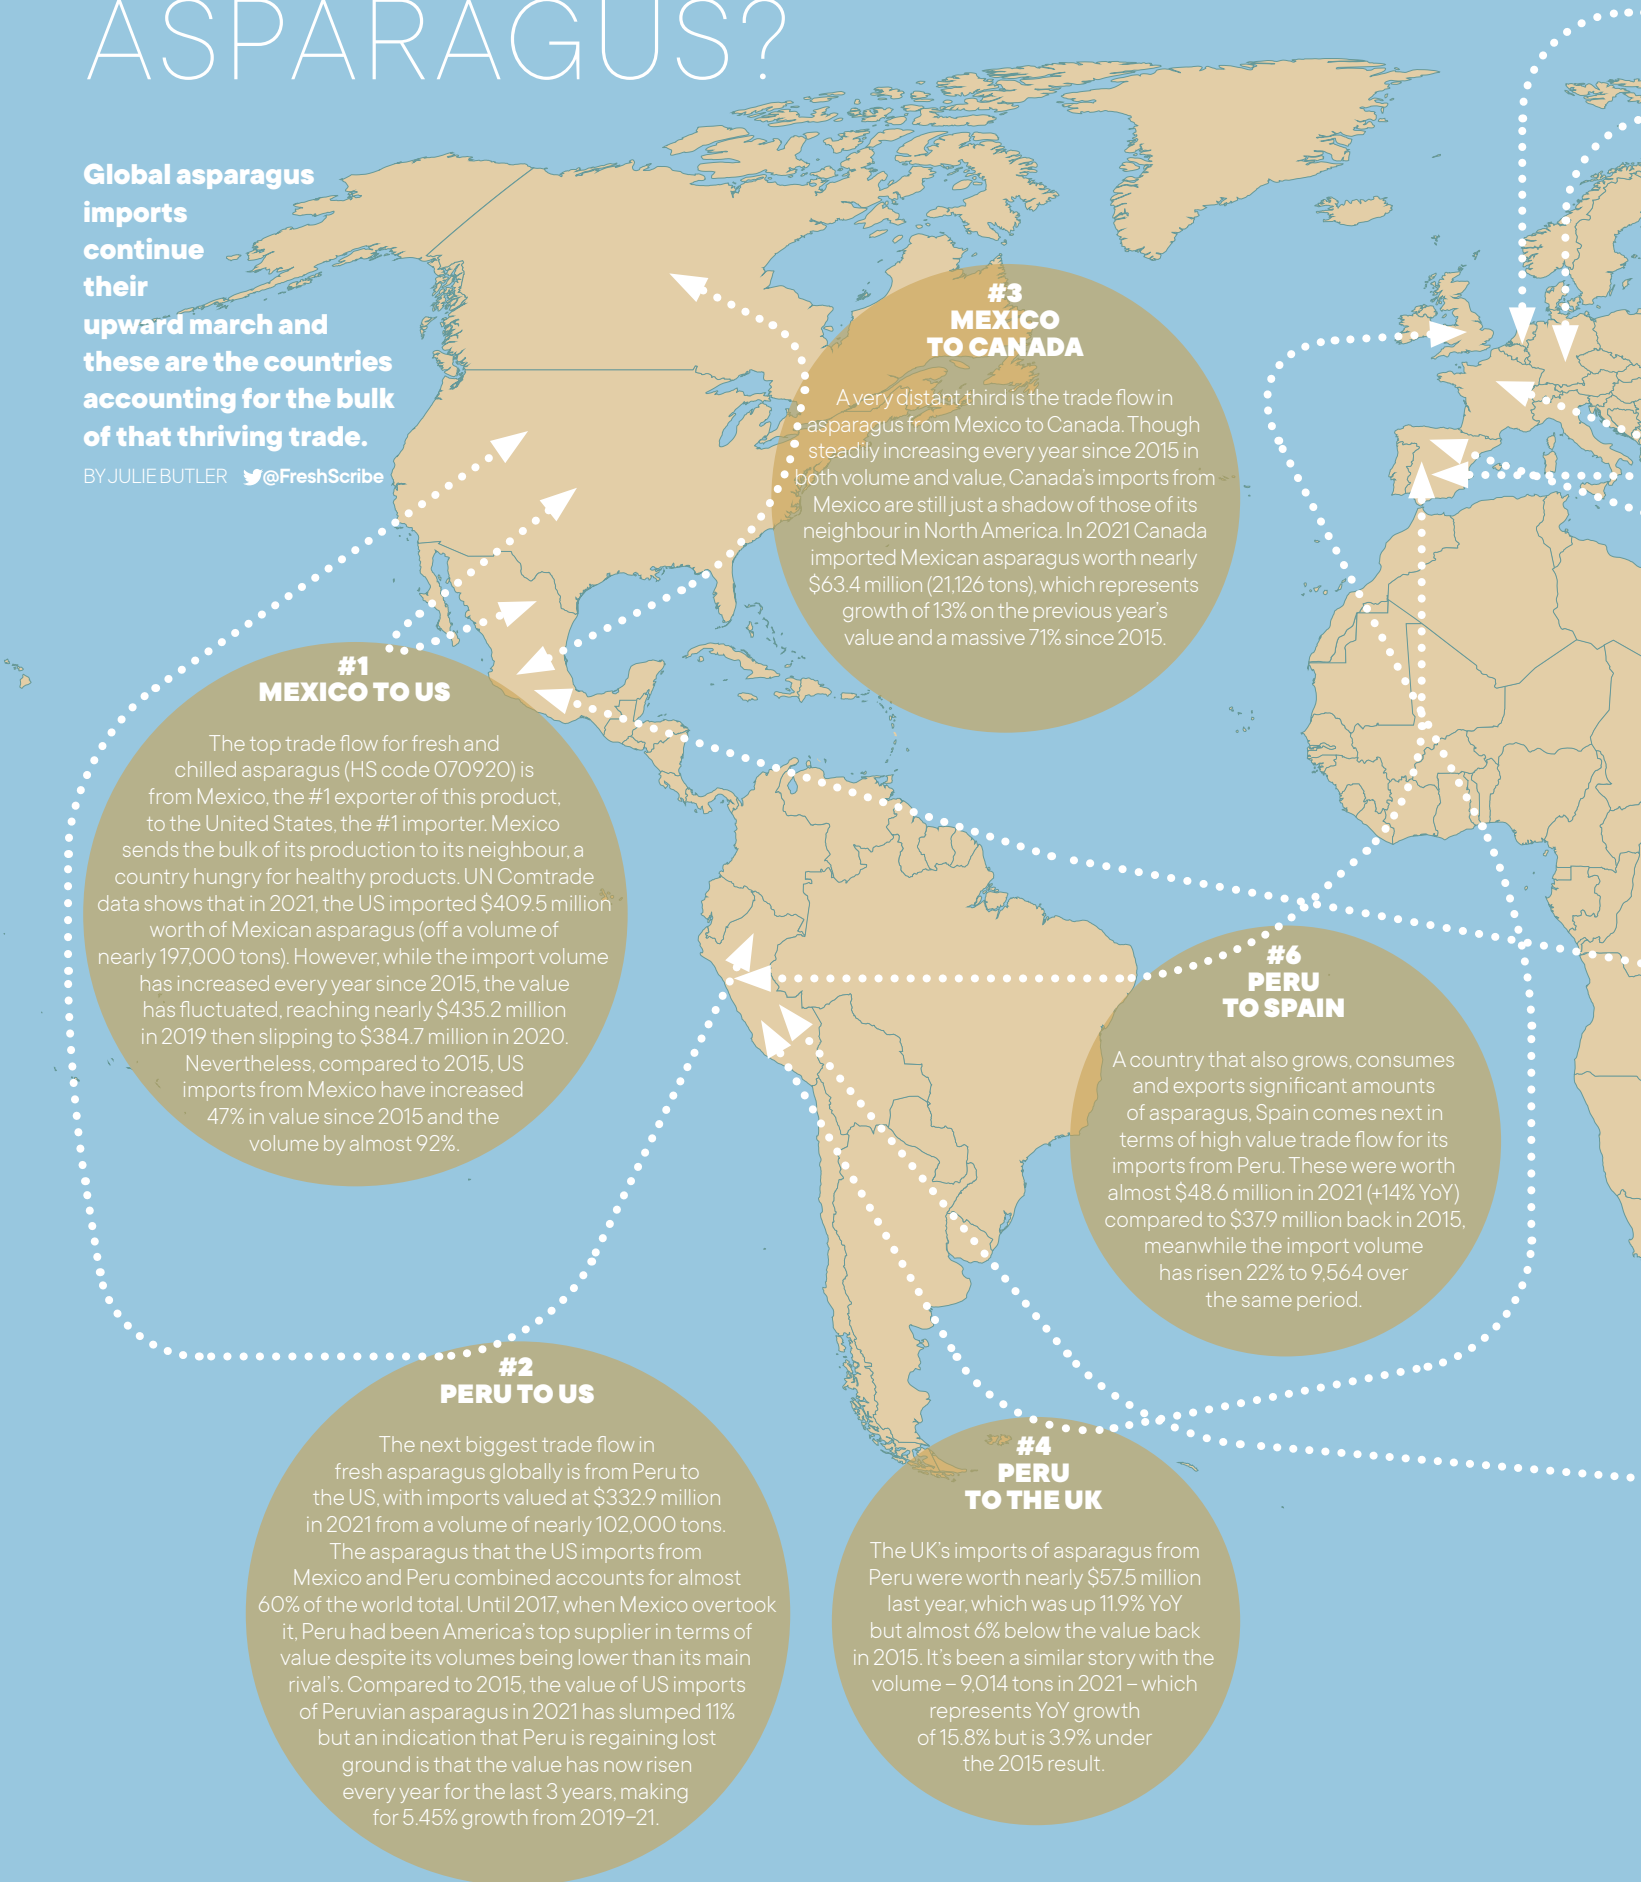 ASPARAGUS?
Global asparagus
imports
continue
their
upward march and
these are the countries
accounting for the bulk
of that thriving trade.
BY JULIE BUTLER @FreshScribe
#3
MEXICO
TO CANADA
A very distant third is the trade flow in
asparagus from Mexico to Canada. Though
steadily increasing every year since 2015 in
both volume and value, Canada's imports from
Mexico are still just a shadow of those of its
neighbour in North America. In 2021 Canada
imported Mexican asparagus worth nearly
$63.4 million (21,126 tons), which represents
growth of 13% on the previous year's
value and a massive 71% since 2015.
#1
MEXICO TO US
The top trade flow for fresh and
chilled asparagus (HS code 070920) is
from Mexico, the #1 exporter of this product,
to the United States, the #1 importer. Mexico
sends the bulk of its production to its neighbour, a
country hungry for healthy products. UN Comtrade
data shows that in 2021, the US imported $409.5 million
worth of Mexican asparagus (off a volume of
nearly 197,000 tons). However, while the import volume
has increased every year since 2015, the value
has fluctuated, reaching nearly $435.2 million
in 2019 then slipping to $384.7 million in 2020.
Nevertheless, compared to 2015, US
imports from Mexico have increased
47% in value since 2015 and the
volume by almost 92%.
#6
PERU
TO SPAIN
A country that also grows, consumes
and exports significant amounts
of asparagus, Spain comes next in
terms of high value trade flow for its
imports from Peru. These were worth
almost $48.6 million in 2021 (+14% YoY)
compared to $37.9 million back in 2015,
meanwhile the import volume
has risen 22% to 9,564 over
the same period.
#2
PERU TO US
The next biggest trade flow in
fresh asparagus globally is from Peru to
the US, with imports valued at $332.9 million
in 2021 from a volume of nearly 102,000 tons.
The asparagus that the US imports from
Mexico and Peru combined accounts for almost
60% of the world total. Until 2017, when Mexico overtook
it, Peru had been America's top supplier in terms of
value despite its volumes being lower than its main
rival's. Compared to 2015, the value of US imports
of Peruvian asparagus in 2021 has slumped 11%
but an indication that Peru is regaining lost
ground is that the value has now risen
every year for the last 3 years, making
for 5.45% growth from 2019–21.
#4
PERU
TO THE UK
The UK's imports of asparagus from
Peru were worth nearly $57.5 million
last year, which was up 11.9% YoY
but almost 6% below the value back
in 2015. It's been a similar story with the
volume – 9,014 tons in 2021 – which
represents YoY growth
of 15.8% but is 3.9% under
the 2015 result.